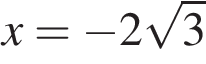 x = −2√3